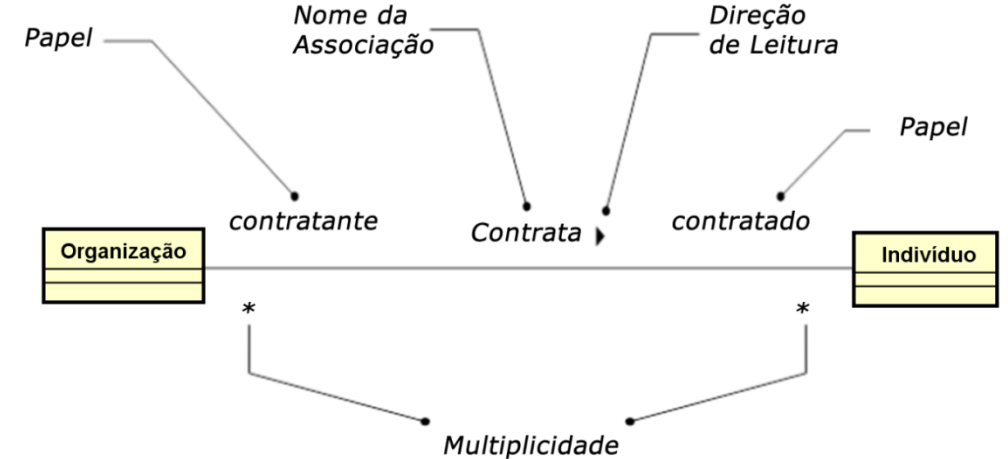 Papel
Nome da
Associação
Direção
de Leitura
Papel
contratante
Contrata
contratado
Organização
Indivíduo
*
*
Multiplicidade